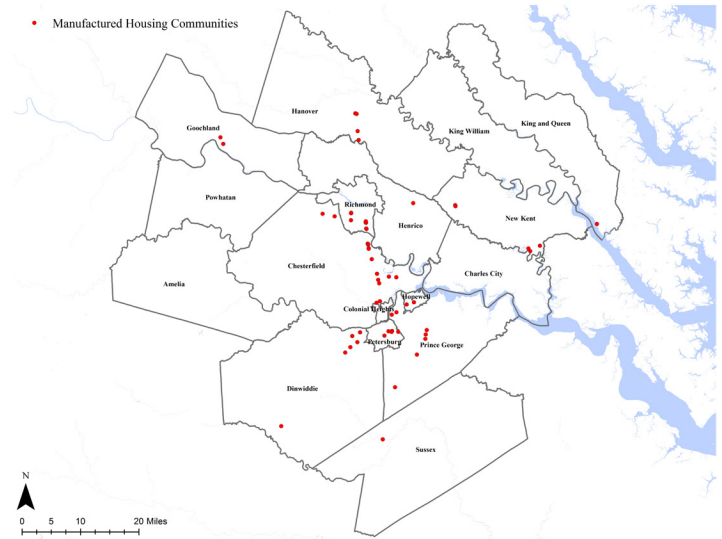 Manufactured Housing Communities
Hanover
King and Queen
King William
Goochland
Powhatan
Richmond
New Kent
Henrico
Chesterfield
Charles City
Amelia
Hopewell
Colonial Heights
Petersburg
Prince George
Dinwiddie
Sussex
N
0 5 10 20 Miles